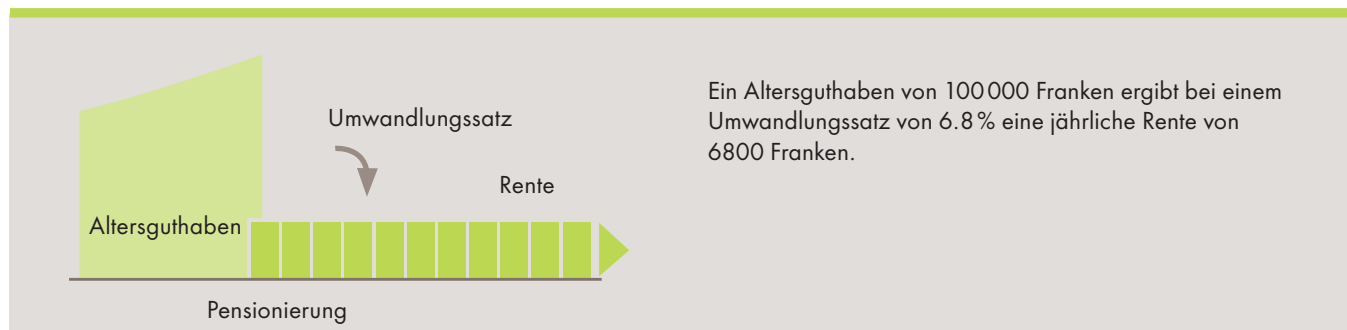 Umwandlungssatz
Rente
Altersguthaben
Pensionierung
Ein Altersguthaben von 100 000 Franken ergibt bei einem
Umwandlungssatz von 6.8 % eine jährliche Rente von
6800 Franken.